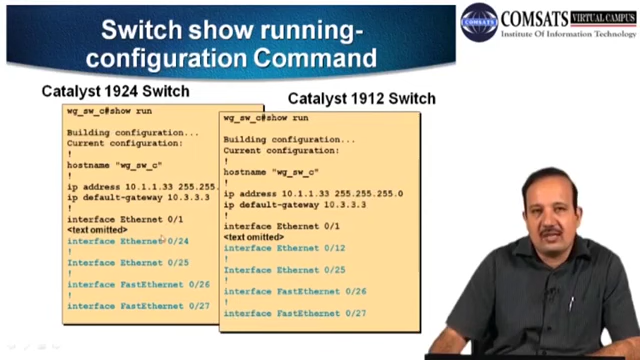 Switch show running-
configuration Command
COMSATS
VIRTUAL CAMPUS
Institute Of Information Technology
Catalyst 1924 Switch
wg_sw_c#show run
Building configuration...
Current configuration:
!
hostname "wg_sw_c"
!
ip address 10.1.1.33 255.255.
ip default-gateway 10.3.3.3
!
interface Ethernet 0/1
<text omitted>
interface Ethernet 0/24
!
Interface Ethernet 0/25
!
interface FastEthernet 0/26
!
interface FastEthernet 0/27
Catalyst 1912 Switch
wg_sw_c#show run
Building configuration...
Current configuration:
!
hostname "wg_sw_c"
!
ip address 10.1.1.33 255.255.255.0
ip default-gateway 10.3.3.3
!
interface Ethernet 0/1
<text omitted>
interface Ethernet 0/12
!
Interface Ethernet 0/25
!
interface FastEthernet 0/26
!
interface FastEthernet 0/27